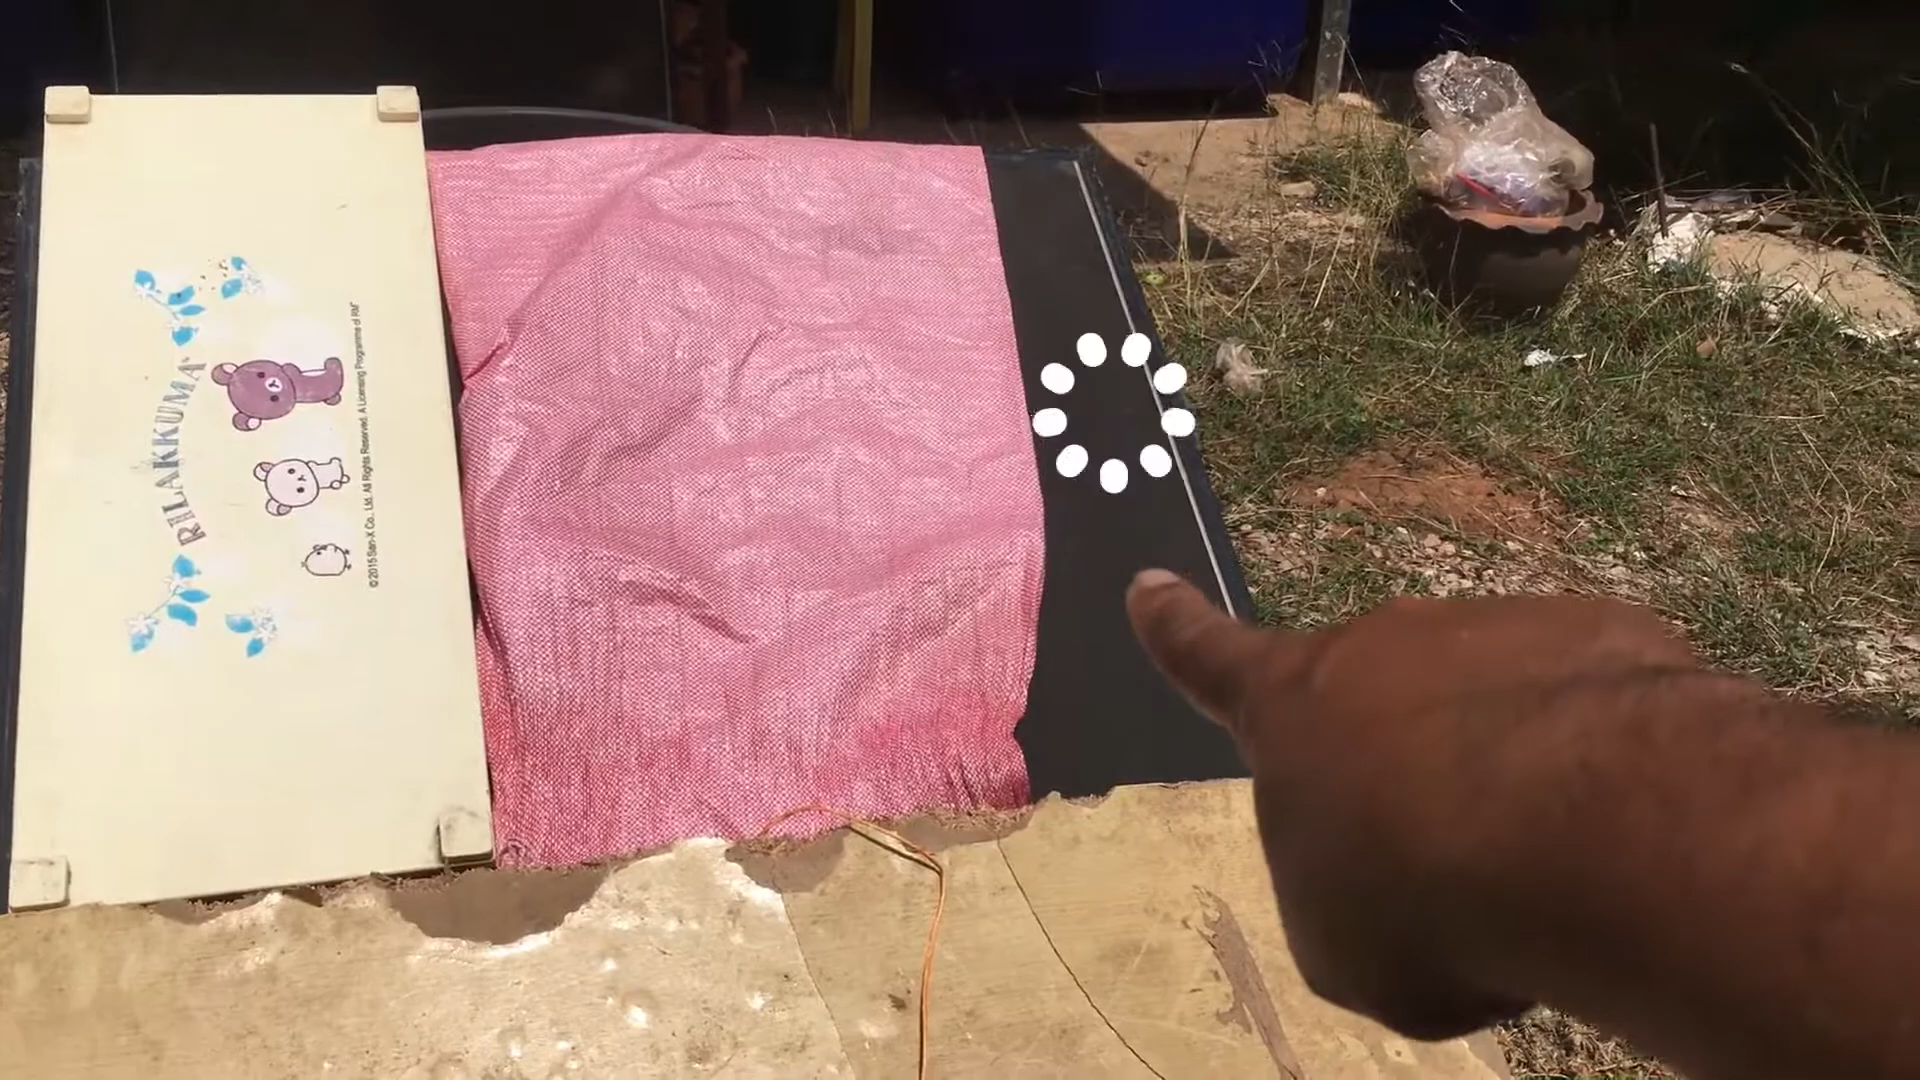 RILAKKUMA
© 2015 San-X Co., Ltd. All Rights Reserved. A Licensing Programme of RM